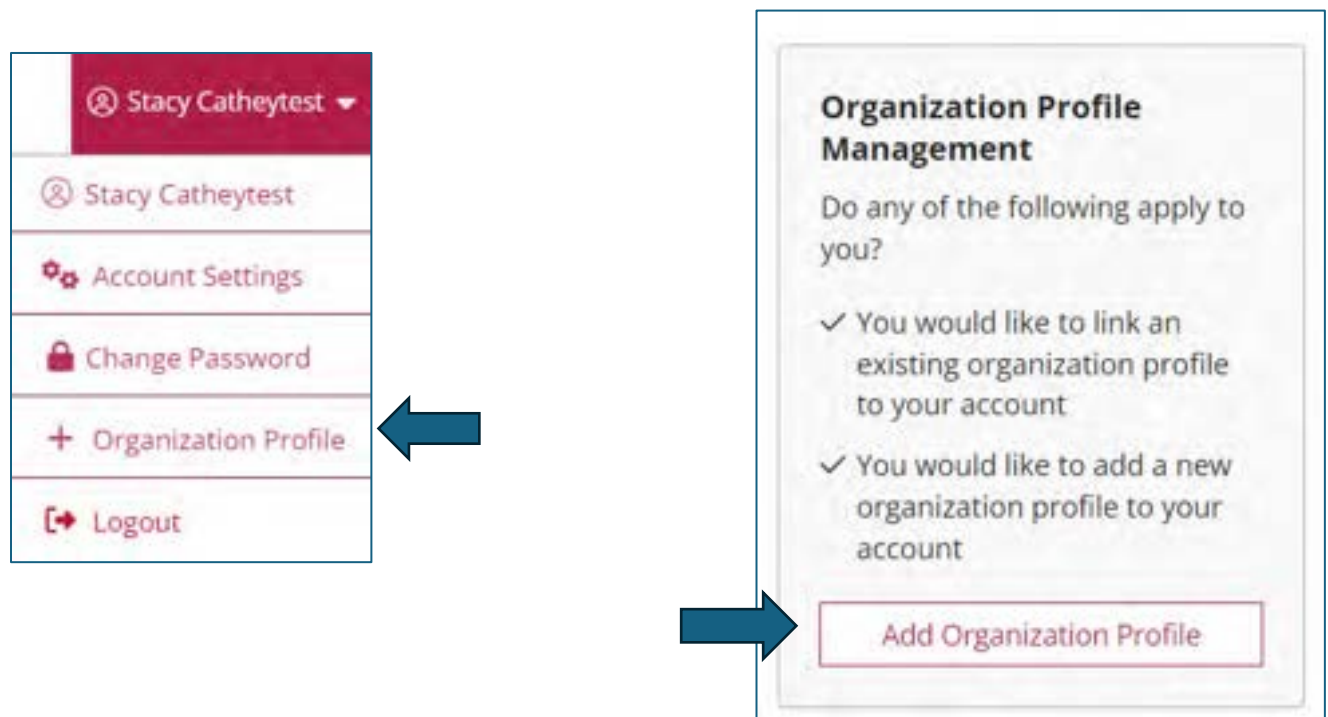 Stacy Catheytest
Stacy Catheytest
Account Settings
Change Password
Organization Profile
Logout
Organization Profile
Management
Do any of the following apply to
you?
You would like to link an
existing organization profile
to your account
You would like to add a new
organization profile to your
account
Add Organization Profile